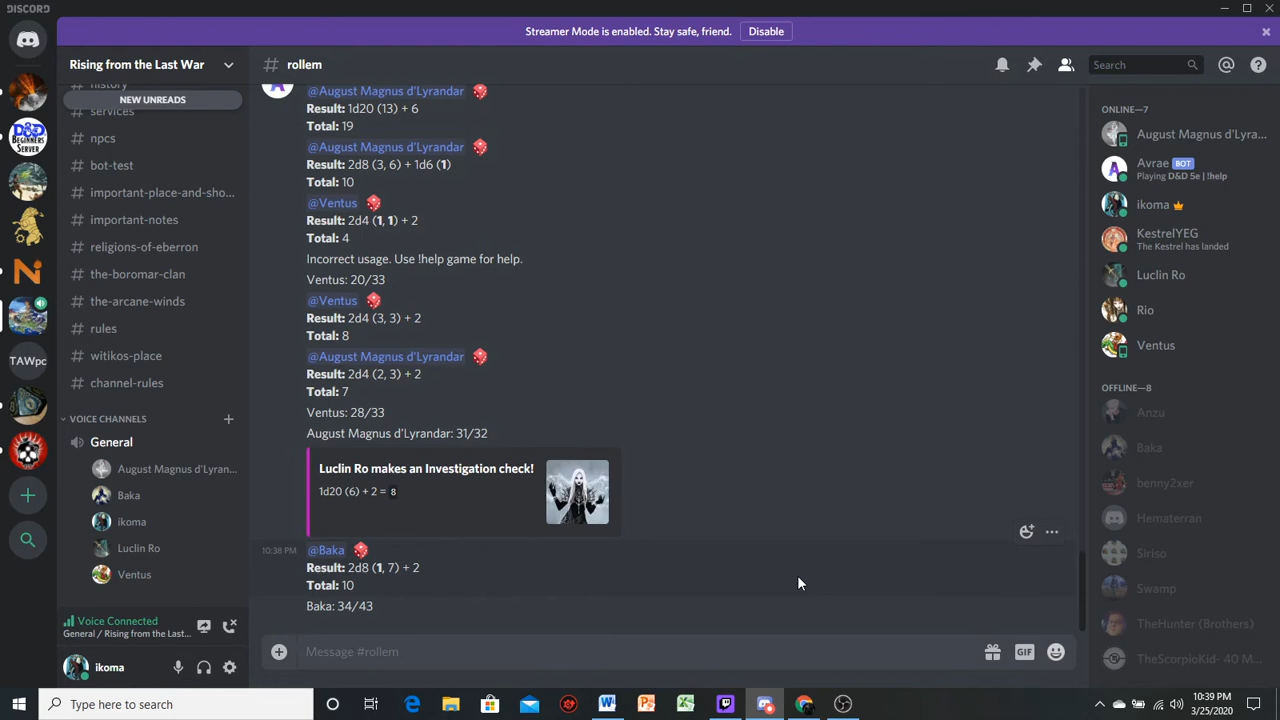 DISCORD
Streamer Mode is enabled. Stay safe, friend. Disable
Rising from the Last War
# rollem
Search
history
NEW UNREADS
services
npcs
bot-test
important-place-and-sho...
important-notes
religions-of-eberron
the-boromar-clan
the-arcane-winds
rules
witikos-place
channel-rules
VOICE CHANNELS
General
August Magnus d'Lyran...
Baka
ikoma
Luclin Ro
Ventus
Voice Connected
General / Rising from the Last...
ikoma
D&D
BEGINNERS
SERVER
TAWpc
@August Magnus d'Lyrandar
Result: 1d20 (13) + 6
Total: 19
@August Magnus d'Lyrandar
Result: 2d8 (3, 6) + 1d6 (1)
Total: 10
@Ventus
Result: 2d4 (1, 1) + 2
Total: 4
Incorrect usage. Use !help game for help.
Ventus: 20/33
@Ventus
Result: 2d4 (3, 3) + 2
Total: 8
@August Magnus d'Lyrandar
Result: 2d4 (2, 3) + 2
Total: 7
Ventus: 28/33
August Magnus d'Lyrandar: 31/32
Luclin Ro makes an Investigation check!
1d20 (6) + 2 = 8
10:38 PM @Baka
Result: 2d8 (1, 7) + 2
Total: 10
Baka: 34/43
Message #rollem
GIF
ONLINE—7
August Magnus d'Lyra...
Avrae BOT
Playing D&D 5e | !help
ikoma
KestrelYEG
The Kestrel has landed
Luclin Ro
Rio
Ventus
OFFLINE—8
Anzu
Baka
benny2xer
Hematerran
Siriso
Swamp
TheHunter (Brothers)
TheScorpioKid- 40 M...
Type here to search
10:39 PM
3/25/2020